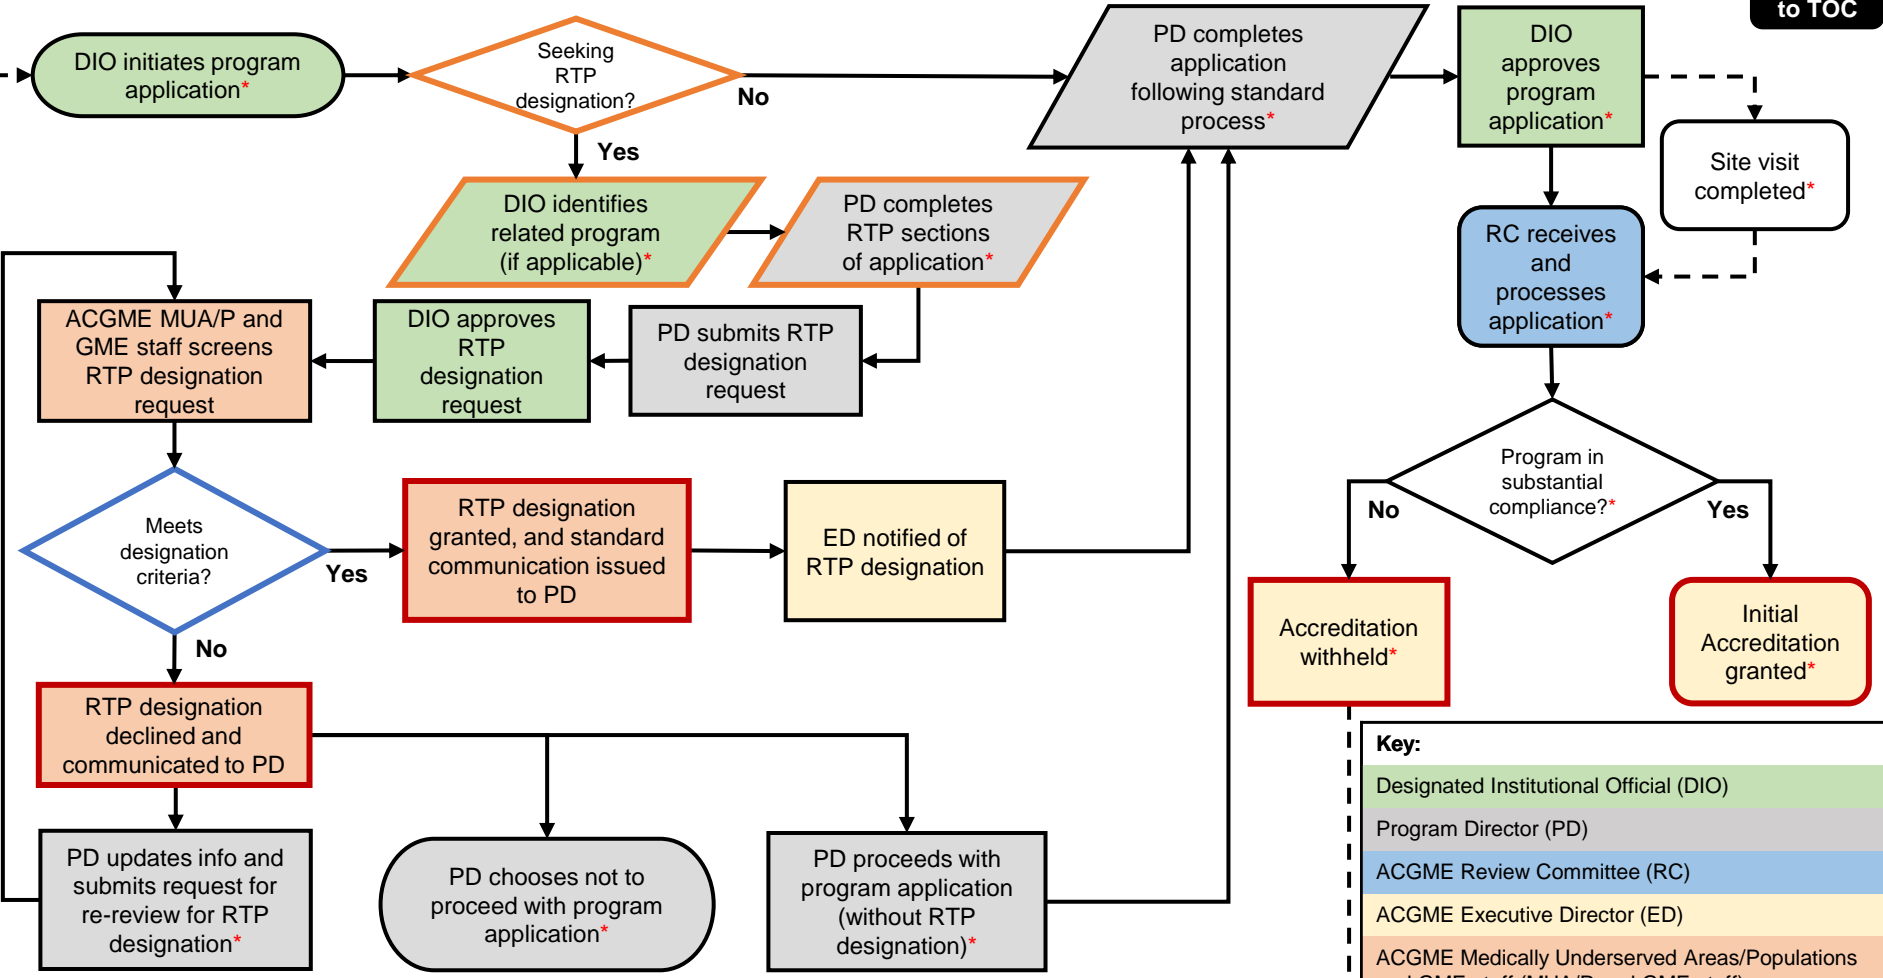 to TOC
DIO initiates program
application*
Seeking
RTP
designation?
No
Yes
PD completes
application
following standard
process*
DIO
approves
program
application*
Site visit
completed*
DIO identifies
related program
(if applicable)*
PD completes
RTP sections
of application*
RC receives
and
processes
application*
ACGME MUA/P and
GME staff screens
RTP designation
request
DIO approves
RTP
designation
request
PD submits RTP
designation
request
Program in
substantial
compliance?*
No
Yes
Meets
designation
criteria?
Yes
No
RTP designation
granted, and standard
communication issued
to PD
ED notified of
RTP designation
Accreditation
withheld*
Initial
Accreditation
granted*
RTP designation
declined and
communicated to PD
PD updates info and
submits request for
re-review for RTP
designation*
PD chooses not to
proceed with program
application*
PD proceeds with
program application
(without RTP
designation)*
Key:
Designated Institutional Official (DIO)
Program Director (PD)
ACGME Review Committee (RC)
ACGME Executive Director (ED)
ACGME Medically Underserved Areas/Populations